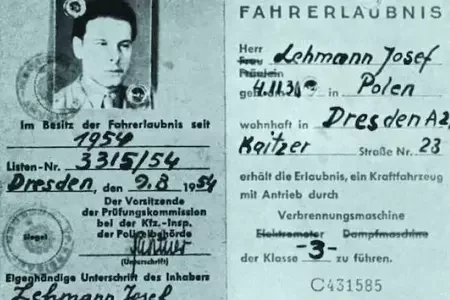 Im Besitz der Fahrerlaubnis seit
1954
Listen-Nr. 3315/54
Dresden, den 9.8 1954
Der Vorsitzende
der Prüfungskommission
bei der Kfz.-Insp.
der Polizeibehörde
Siegel
(Unterschrift)
Eigenhändige Unterschrift des Inhabers
Lehmann Josef
FAHRERLAUBNIS
Herr
Frau Lehmann Josef
Fräulein
4.11.31 in Polen
wohnhaft in Dresden A2,
Kaitzer Straße Nr. 23
erhält die Erlaubnis, ein Kraftfahrzeug
mit Antrieb durch
Verbrennungsmaschine
Elektromotor Dampfmaschine
der Klasse -3- zu führen.
C431585